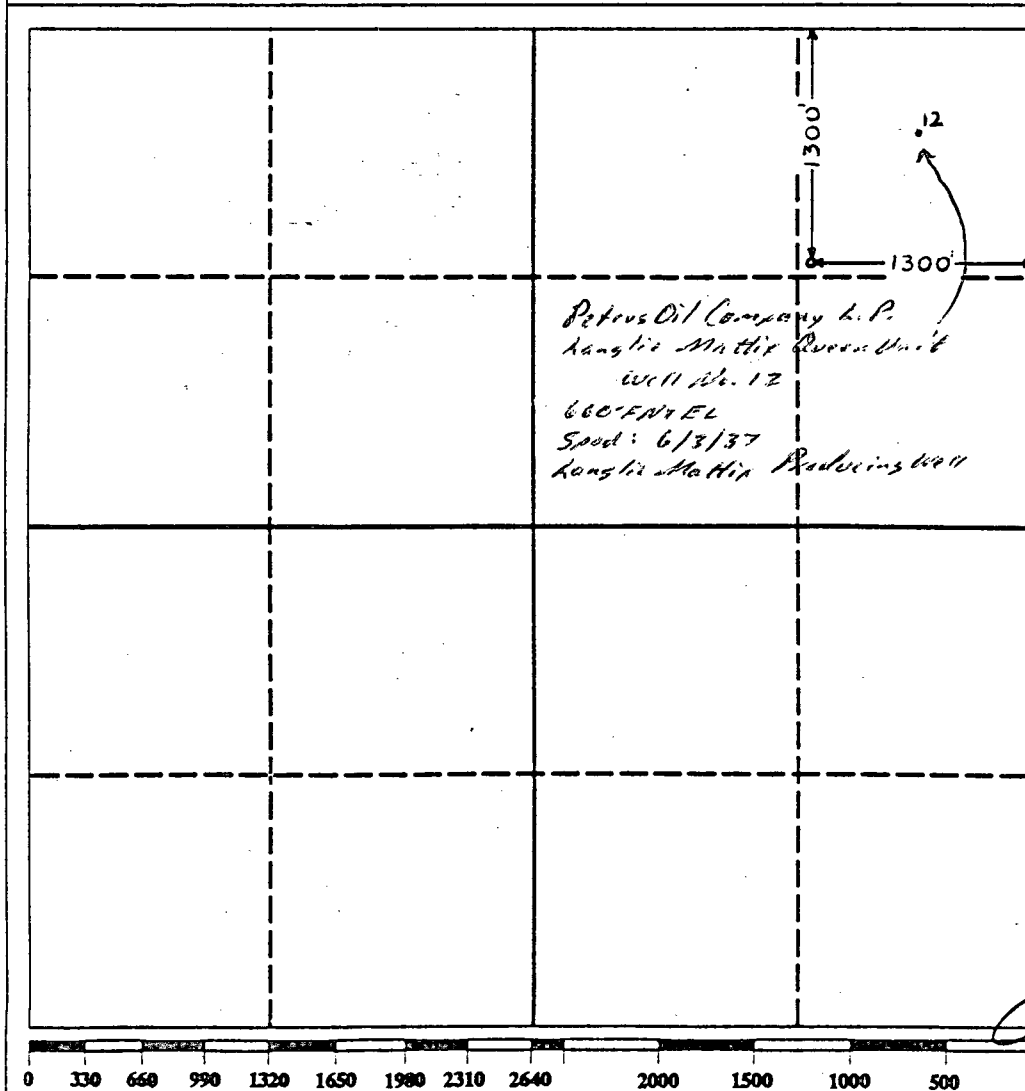 12
1300'
1300'
Petrus Oil Company L.P.
Langlie Mattix Queen Unit
Well No. 12
660' FNY EL
Spud: 6/3/37
Langlie Mattix Producing Well
0 330 660 990 1320 1650 1980 2310 2640 2000 1500 1000 500